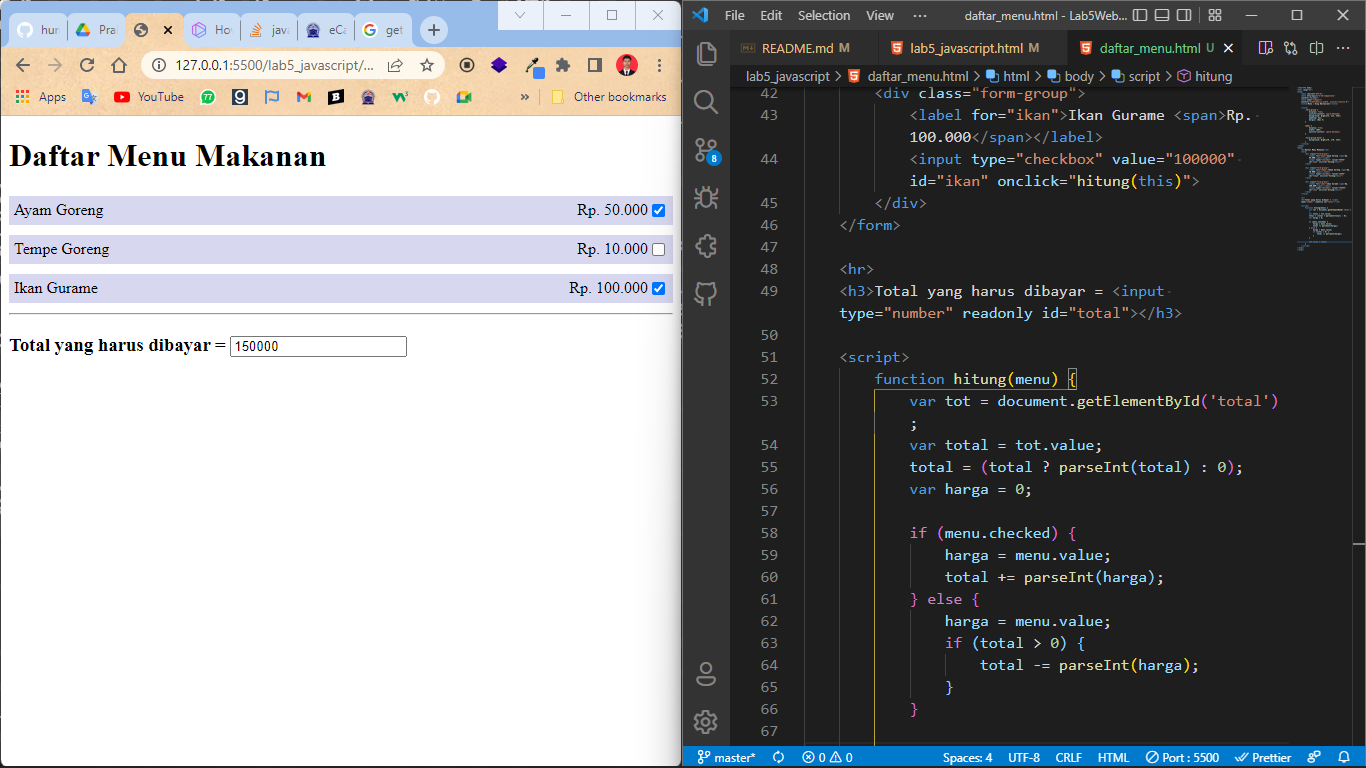 hur
Pra
Ho
java
eCa
get
127.0.0.1:5500/lab5_javascript/...
Apps
YouTube
Other bookmarks
Daftar Menu Makanan
Ayam Goreng Rp. 50.000
Tempe Goreng Rp. 10.000
Ikan Gurame Rp. 100.000
Total yang harus dibayar = 150000
File Edit Selection View ··· daftar_menu.html - Lab5Web...
README.md M lab5_javascript.html M daftar_menu.html U
lab5_javascript > daftar_menu.html > html > body > script > hitung
42 <div class="form-group">
43 <label for="ikan">Ikan Gurame <span>Rp.
100.000</span></label>
44 <input type="checkbox" value="100000"
id="ikan" onclick="hitung(this)">
45 </div>
46 </form>
47
48 <hr>
49 <h3>Total yang harus dibayar = <input
type="number" readonly id="total"></h3>
50
51 <script>
52 function hitung(menu) {
53 var tot = document.getElementById('total')
;
54 var total = tot.value;
55 total = (total ? parseInt(total) : 0);
56 var harga = 0;
57
58 if (menu.checked) {
59 harga = menu.value;
60 total += parseInt(harga);
61 } else {
62 harga = menu.value;
63 if (total > 0) {
64 total -= parseInt(harga);
65 }
66 }
67
8
master* 0 0 Spaces: 4 UTF-8 CRLF HTML Port : 5500 Prettier